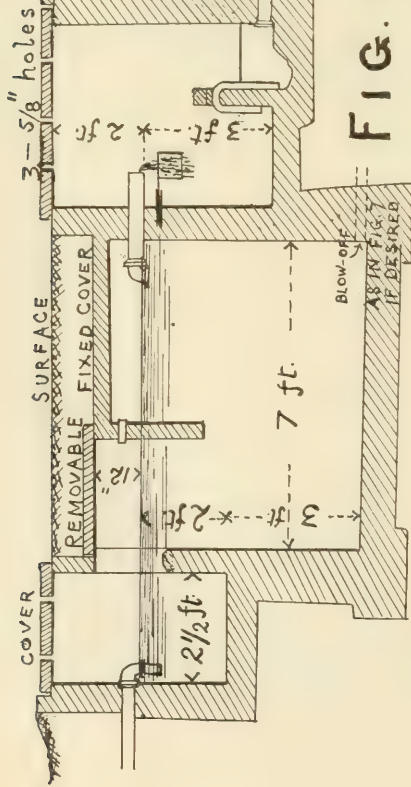 COVER
SURFACE
3—5/8" holes
REMOVABLE
FIXED COVER
12"
2 ft.
3 ft.
2 ft.
3 ft
2 1/2 ft.
7 ft.
BLOW-OFF
AS IN FIG.
IF DESIRED
FIG.